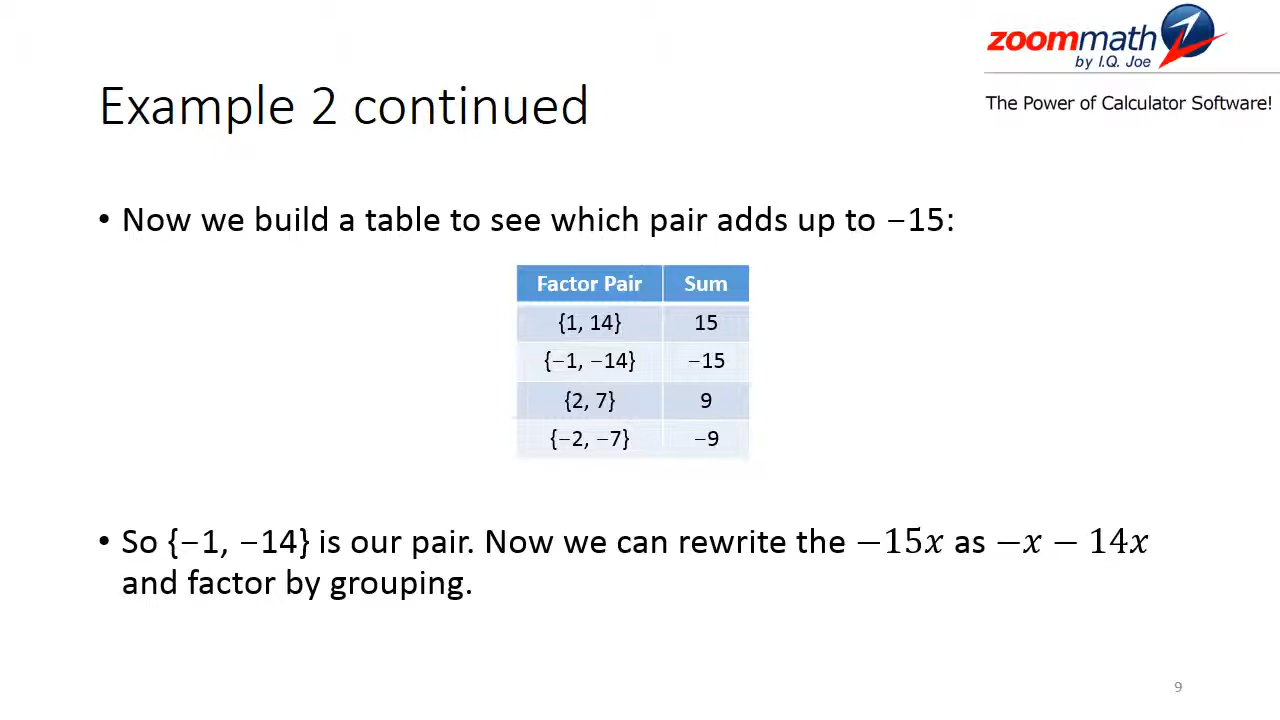 zoommath
by I.Q. Joe
The Power of Calculator Software!
Example 2 continued
• Now we build a table to see which pair adds up to −15:
Factor Pair Sum
{1, 14} 15
{−1, −14} −15
{2, 7} 9
{−2, −7} −9
• So {−1, −14} is our pair. Now we can rewrite the −15x as −x − 14x
and factor by grouping.
9